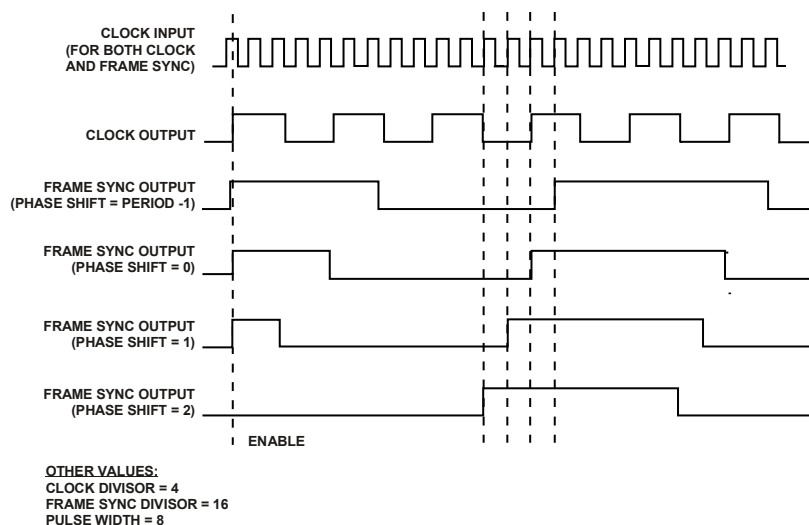 CLOCK INPUT
(FOR BOTH CLOCK
AND FRAME SYNC)
CLOCK OUTPUT
FRAME SYNC OUTPUT
(PHASE SHIFT = PERIOD -1)
FRAME SYNC OUTPUT
(PHASE SHIFT = 0)
FRAME SYNC OUTPUT
(PHASE SHIFT = 1)
FRAME SYNC OUTPUT
(PHASE SHIFT = 2)
ENABLE
OTHER VALUES:
CLOCK DIVISOR = 4
FRAME SYNC DIVISOR = 16
PULSE WIDTH = 8